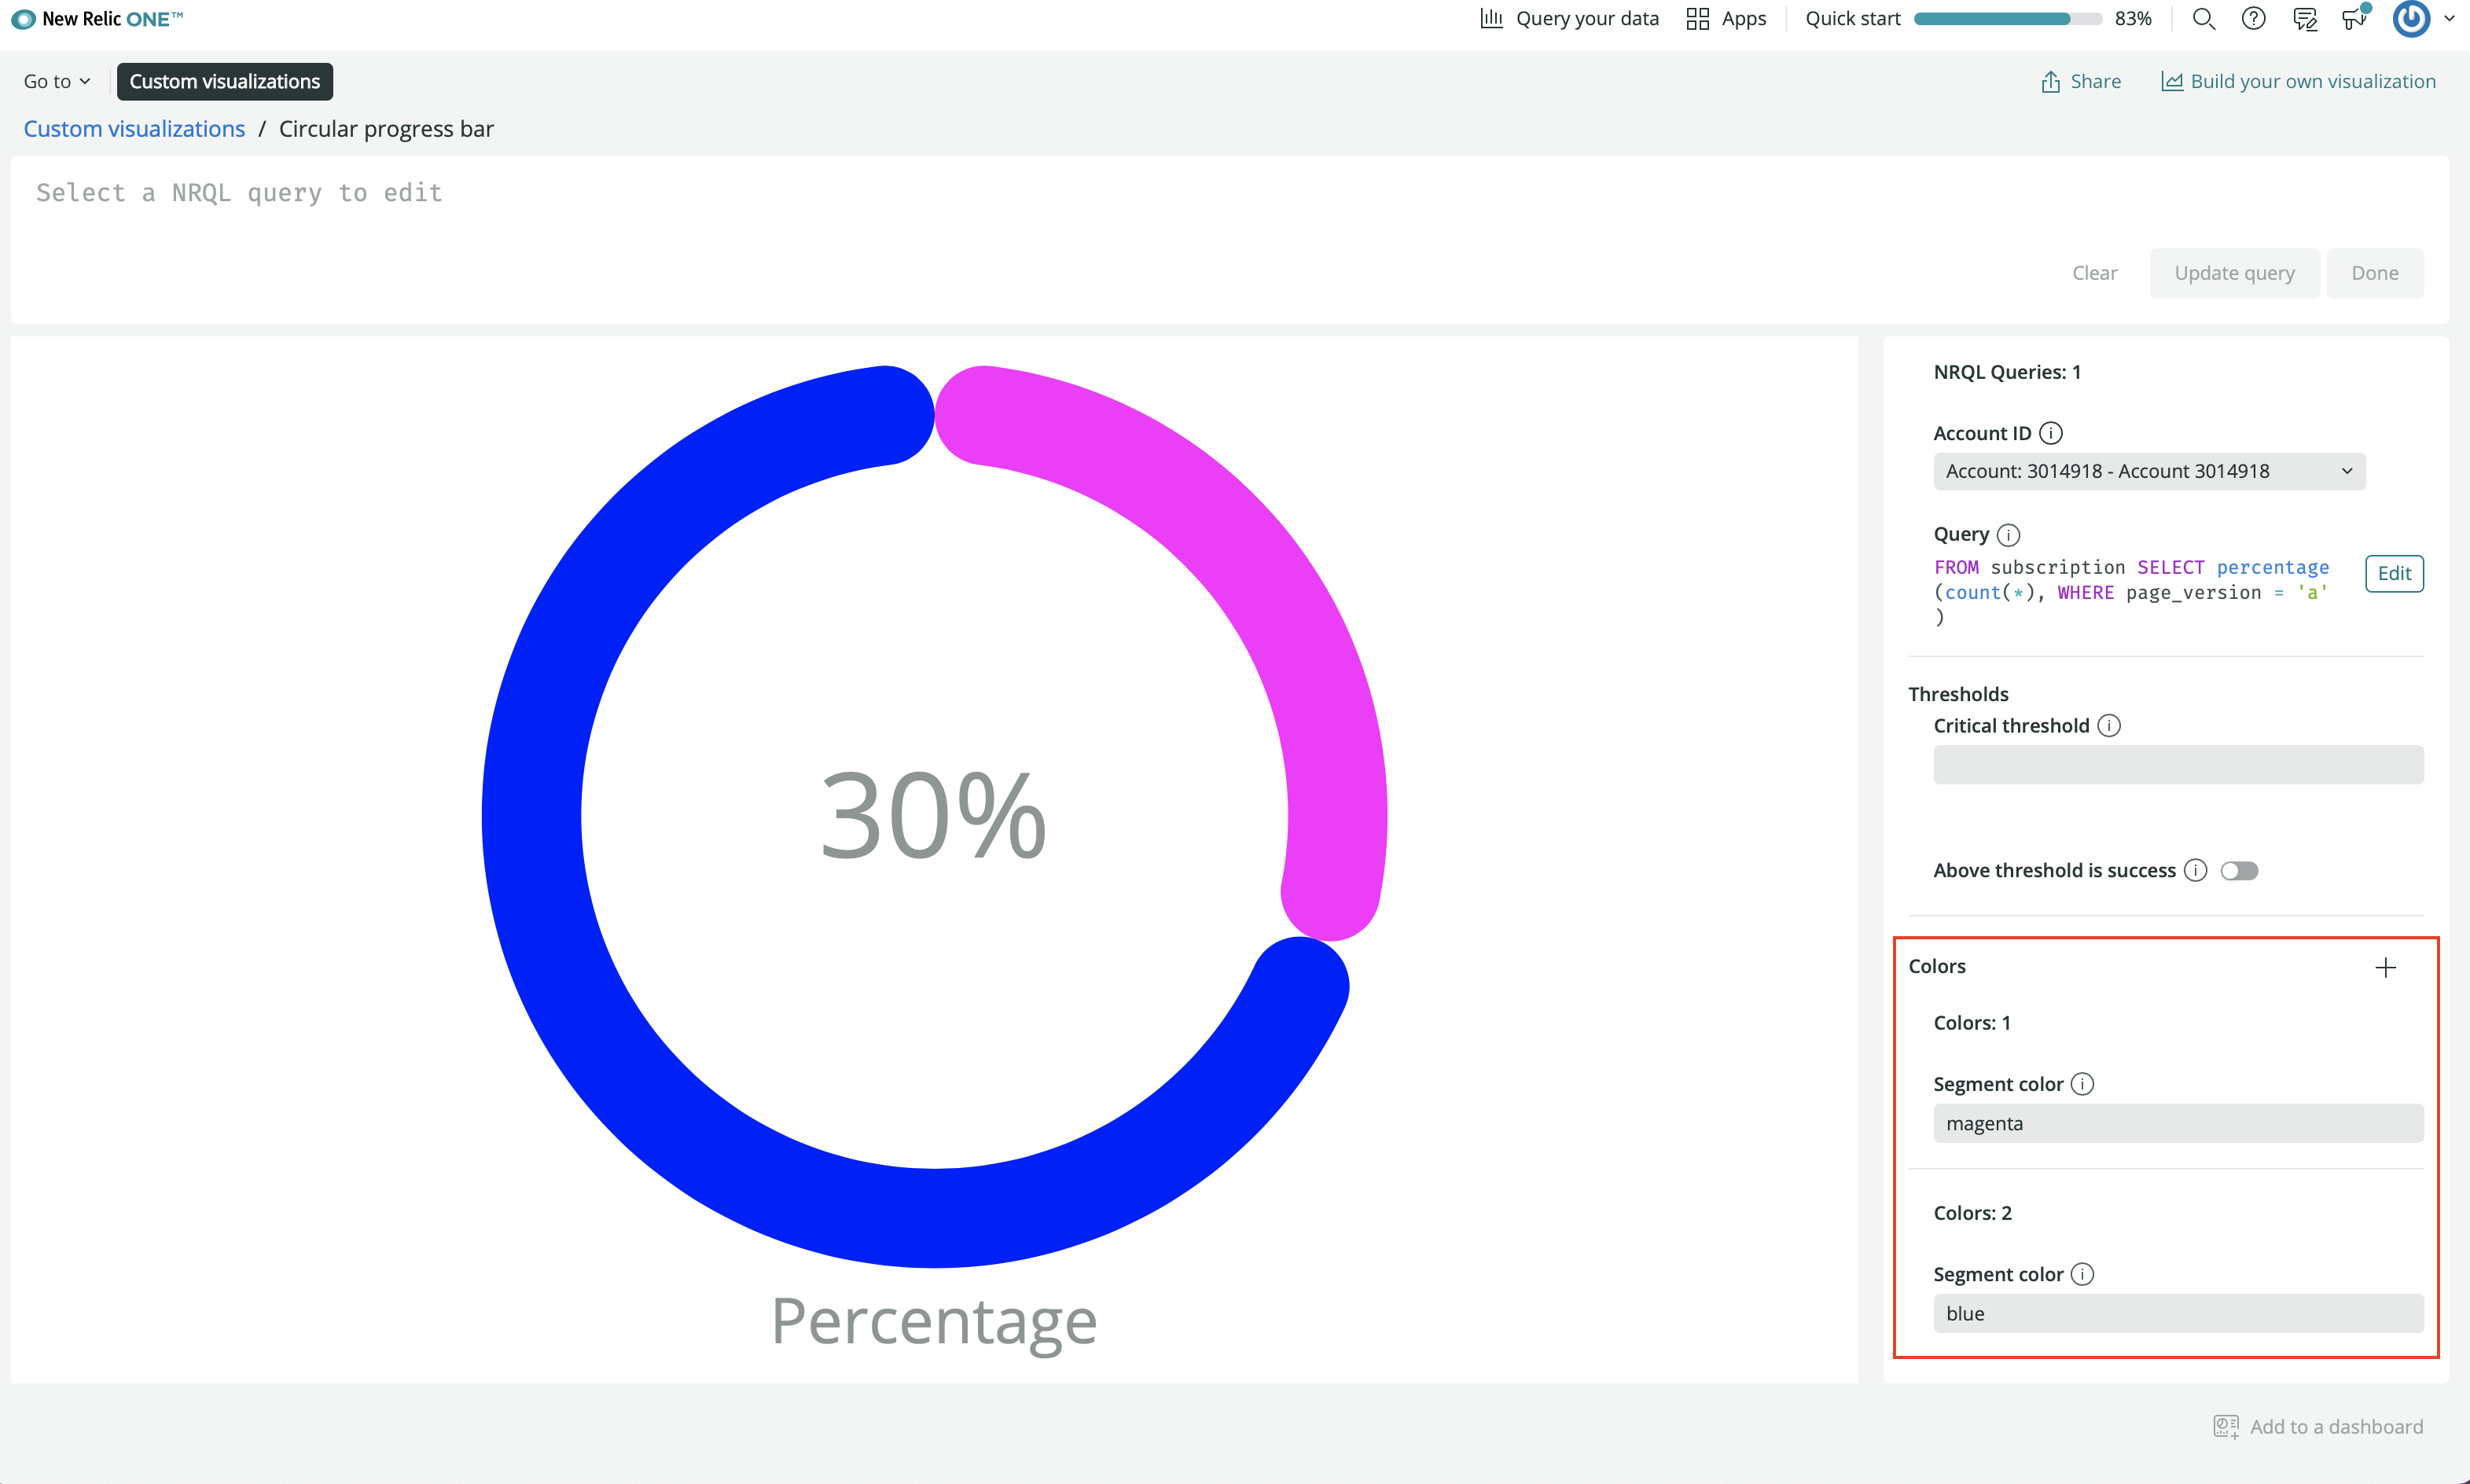 New Relic ONE™
Query your data
Apps
Quick start
83%
Go to
Custom visualizations
Share
Build your own visualization
Custom visualizations / Circular progress bar
Select a NRQL query to edit
Clear
Update query
Done
30%
Percentage
NRQL Queries: 1
Account ID
Account: 3014918 - Account 3014918
Query
FROM subscription SELECT percentage
(count(*), WHERE page_version = 'a'
)
Edit
Thresholds
Critical threshold
Above threshold is success
Colors
Colors: 1
Segment color
magenta
Colors: 2
Segment color
blue
Add to a dashboard